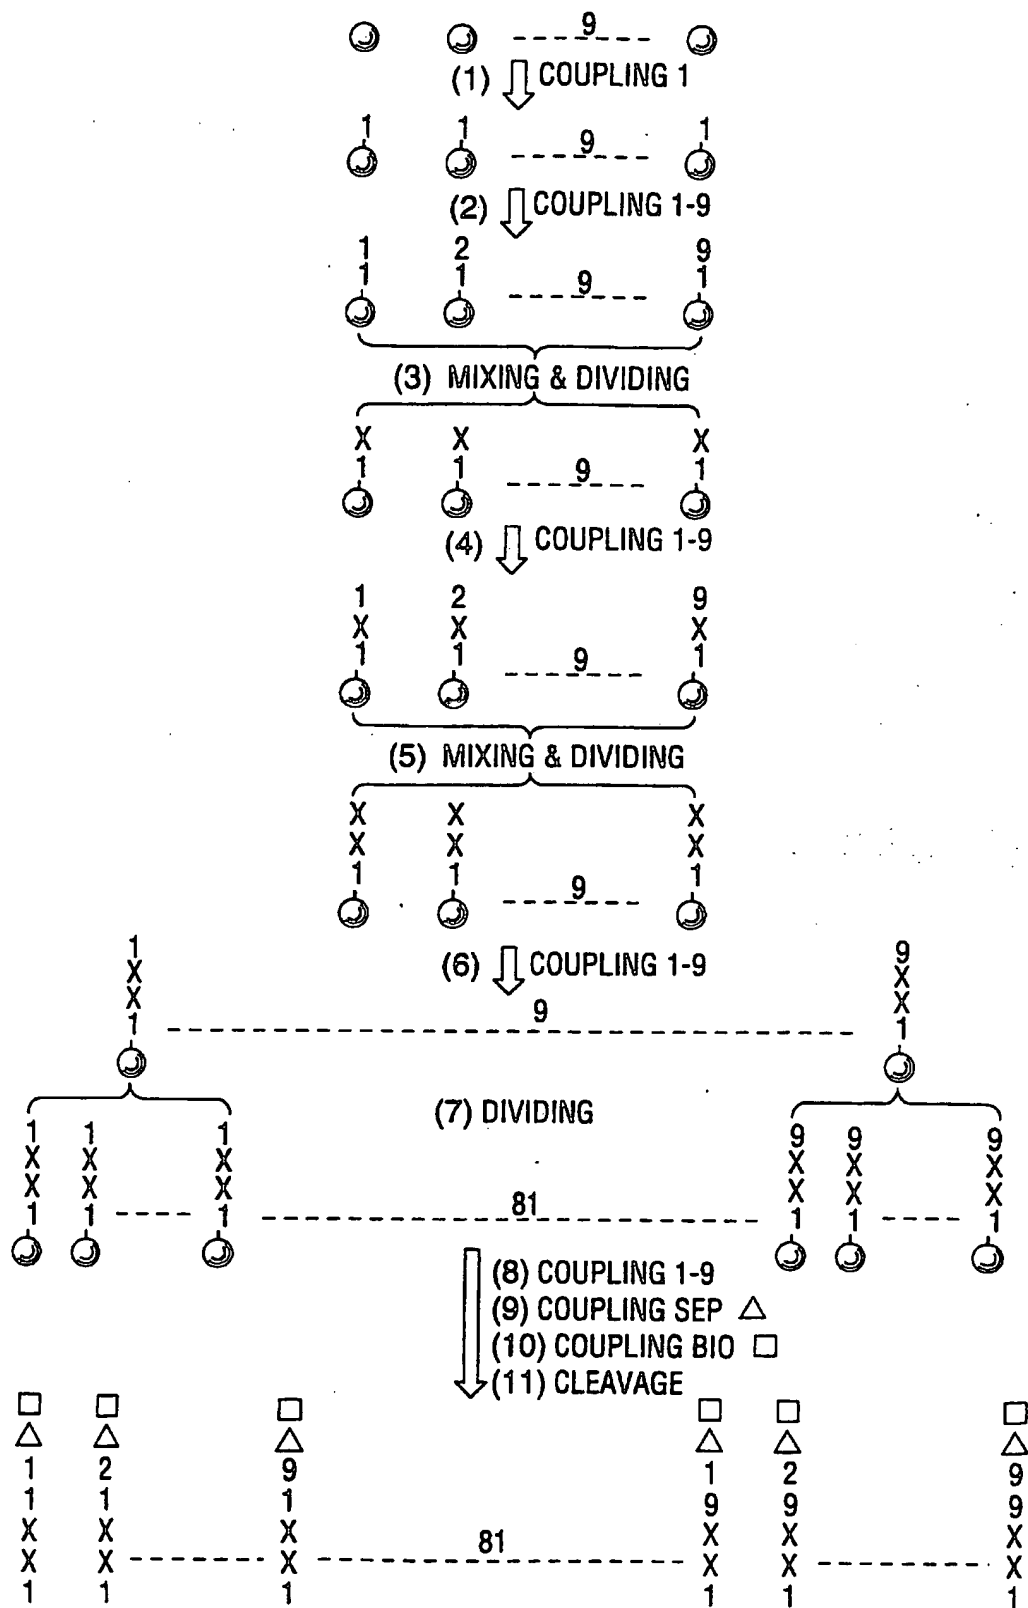 9
(1) COUPLING 1
1 1 1
9
(2) COUPLING 1-9
1 2 9
1 1 1
9
(3) MIXING & DIVIDING
X X X
1 1 1
9
(4) COUPLING 1-9
1 2 9
X X X
1 1 1
9
(5) MIXING & DIVIDING
X X X
X X X
1 1 1
9
(6) COUPLING 1-9
1 9
X X
X X
1 1
9
(7) DIVIDING
1 1 1 9 9 9
X X X X X X
X X X X X X
1 1 1 1 1 1
81
(8) COUPLING 1-9
(9) COUPLING SEP
(10) COUPLING BIO
(11) CLEAVAGE
1 2 9 1 2 9
1 1 1 9 9 9
X X X X X X
X X X X X X
81
1 1 1 1 1 1